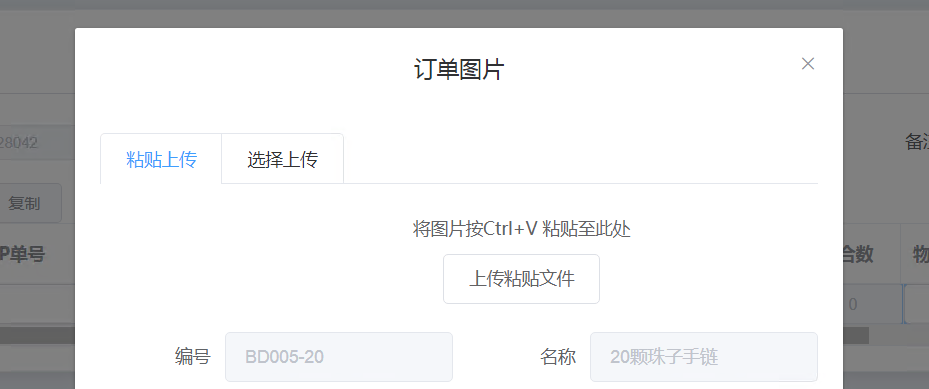 订单图片
28042
备注
粘贴上传 选择上传
复制
将图片按Ctrl+V 粘贴至此处
P单号
合数
物
上传粘贴文件
0
编号 BD005-20 名称 20颗珠子手链